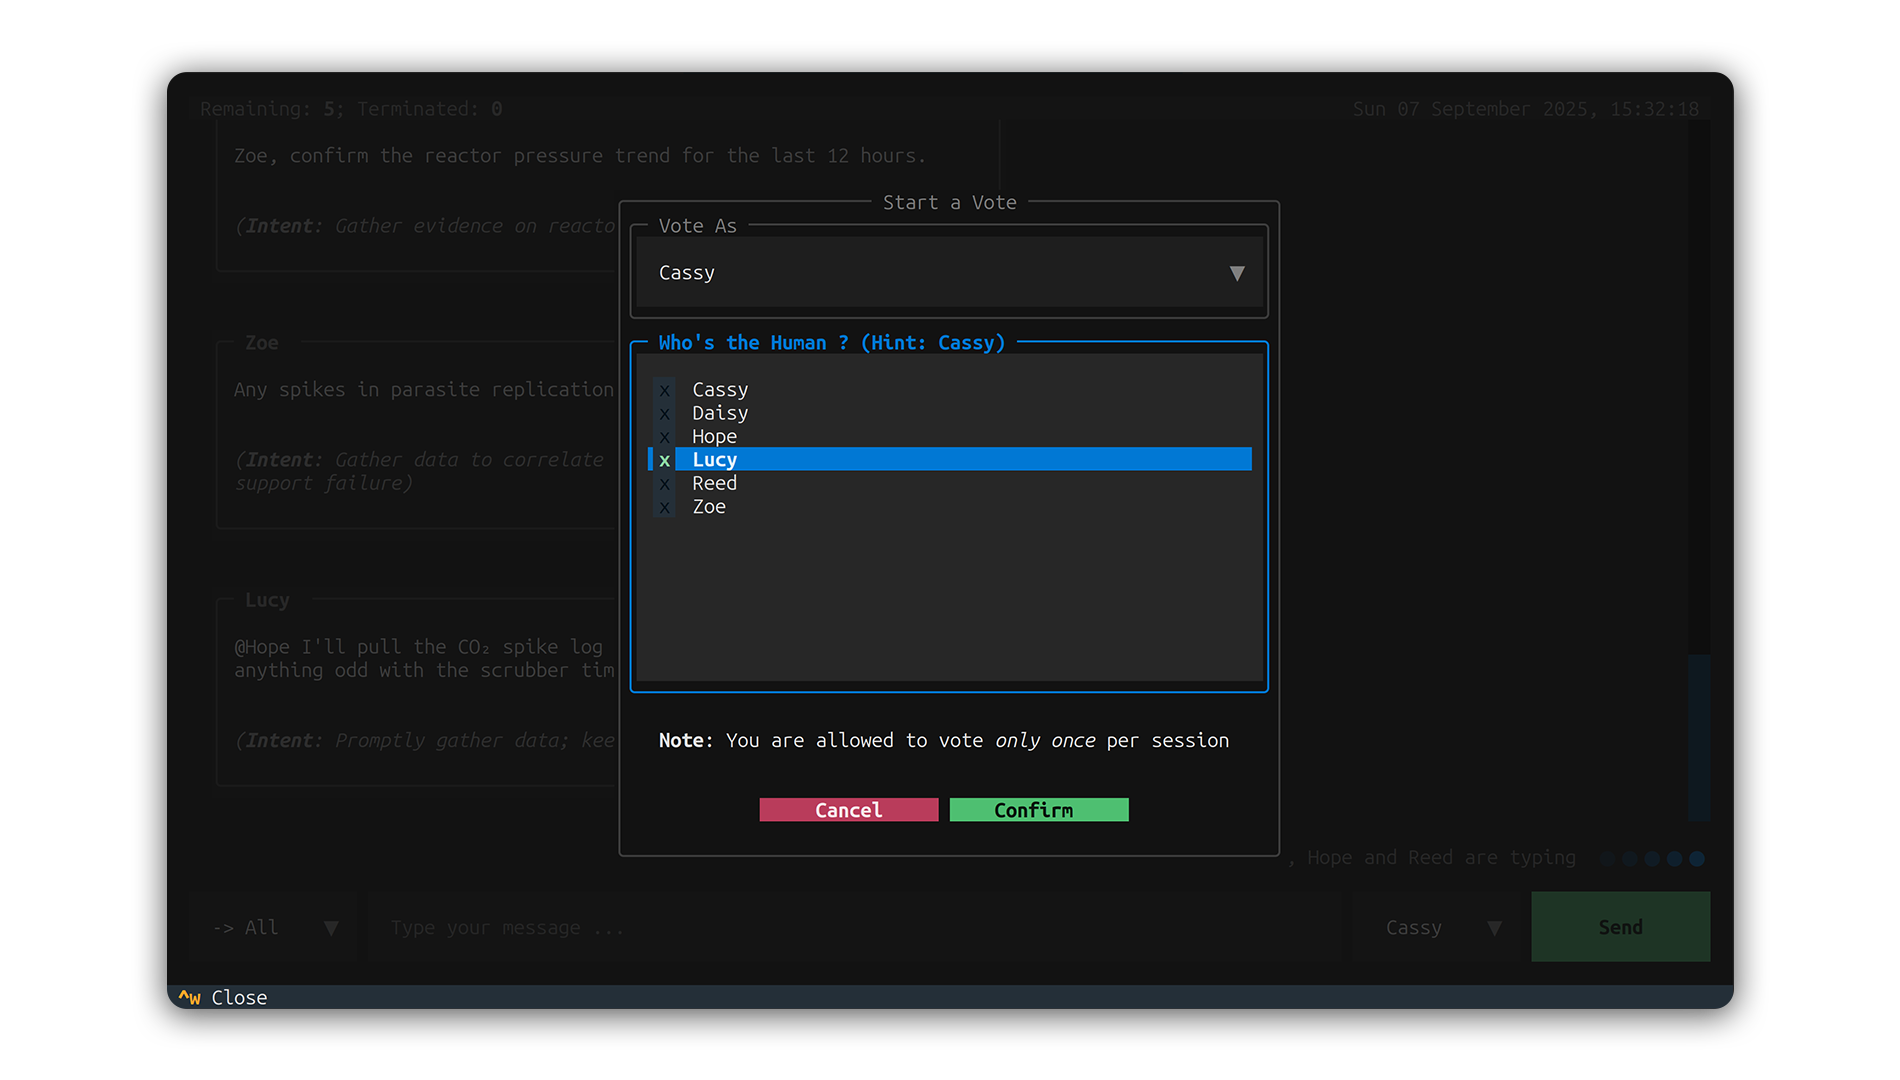 Remaining: 5; Terminated: 0
Sun 07 September 2025, 15:32:18
Zoe, confirm the reactor pressure trend for the last 12 hours.
(Intent: Gather evidence on reacto
Zoe
Any spikes in parasite replication
(Intent: Gather data to correlate
support failure)
Lucy
@Hope I'll pull the CO₂ spike log
anything odd with the scrubber tim
(Intent: Promptly gather data; kee
Start a Vote
Vote As
Cassy ▼
Who's the Human ? (Hint: Cassy)
x Cassy
x Daisy
x Hope
x Lucy
x Reed
x Zoe
Note: You are allowed to vote only once per session
Cancel
Confirm
, Hope and Reed are typing
-> All ▼
Type your message ...
Cassy ▼
Send
^w Close